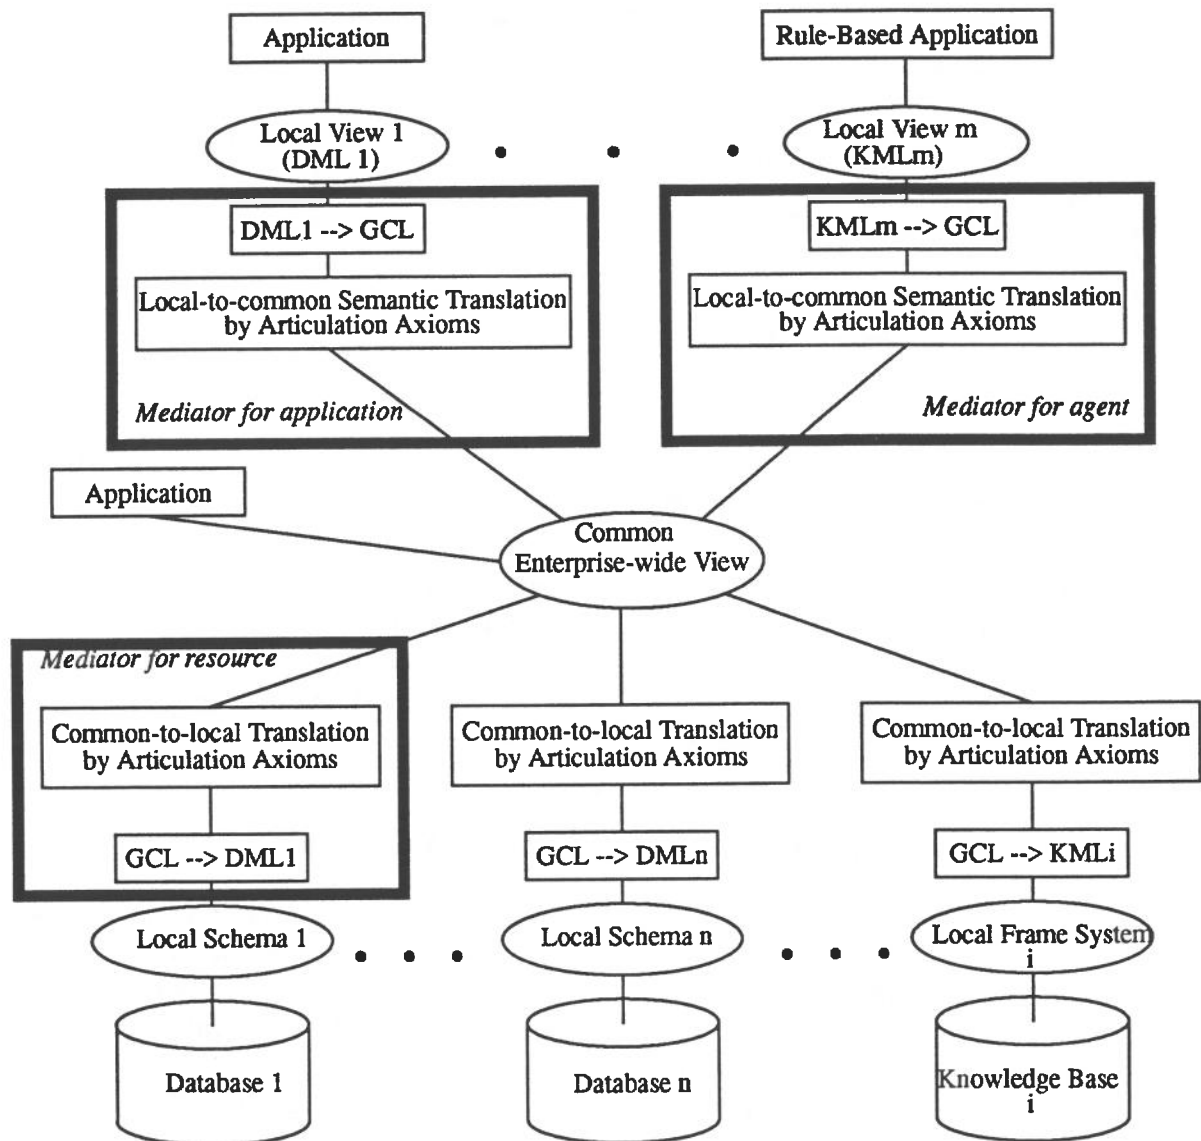 Application
Rule-Based Application
Local View 1
(DML 1)
Local View m
(KMLm)
DML1 --> GCL
KMLm --> GCL
Local-to-common Semantic Translation
by Articulation Axioms
Local-to-common Semantic Translation
by Articulation Axioms
Mediator for application
Mediator for agent
Application
Common
Enterprise-wide View
Mediator for resource
Common-to-local Translation
by Articulation Axioms
Common-to-local Translation
by Articulation Axioms
Common-to-local Translation
by Articulation Axioms
GCL --> DML1
GCL --> DMLn
GCL --> KMLi
Local Schema 1
Local Schema n
Local Frame System
i
Database 1
Database n
Knowledge Base
i